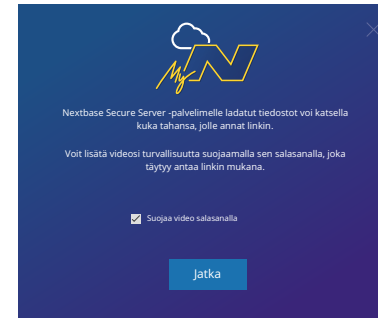 My N
Nextbase Secure Server -palvelimelle ladatut tiedostot voi katsella
kuka tahansa, jolle annat linkin.
Voit lisätä videosi turvallisuutta suojaamalla sen salasanalla, joka
täytyy antaa linkin mukana.
Suojaa video salasanalla
Jatka